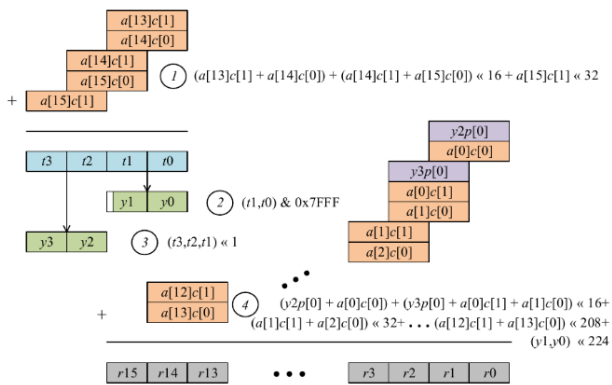 a[13]c[1]
a[14]c[0]
a[14]c[1]
a[15]c[0]
+ a[15]c[1]
1 (a[13]c[1] + a[14]c[0]) + (a[14]c[1] + a[15]c[0]) « 16 + a[15]c[1] « 32
t3 t2 t1 t0
y1 y0
2 (t1,t0) & 0x7FFF
y3 y2
3 (t3,t2,t1) « 1
y2p[0]
a[0]c[0]
y3p[0]
a[0]c[1]
a[1]c[0]
a[1]c[1]
a[2]c[0]
•••
+ a[12]c[1]
a[13]c[0]
4 (y2p[0] + a[0]c[0]) + (y3p[0] + a[0]c[1] + a[1]c[0]) « 16+
(a[1]c[1] + a[2]c[0]) « 32+ ... (a[12]c[1] + a[13]c[0]) « 208+
(y1,y0) « 224
r15 r14 r13 ••• r3 r2 r1 r0